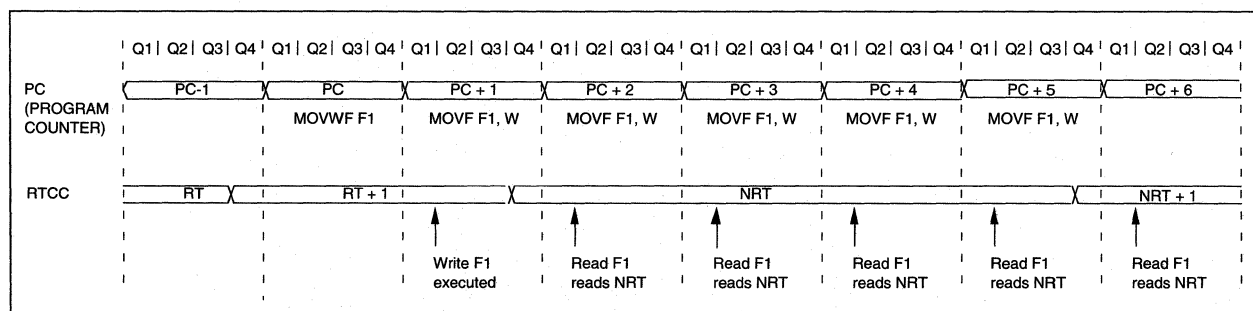 Q1| Q2| Q3| Q4 Q1| Q2| Q3| Q4 Q1| Q2| Q3| Q4 Q1| Q2| Q3| Q4 Q1| Q2| Q3| Q4 Q1| Q2| Q3| Q4 Q1| Q2| Q3| Q4 Q1| Q2| Q3| Q4
PC (PROGRAM COUNTER)
PC-1 PC PC + 1 PC + 2 PC + 3 PC + 4 PC + 5 PC + 6
MOVWF F1 MOVF F1, W MOVF F1, W MOVF F1, W MOVF F1, W MOVF F1, W
RTCC RT RT + 1 NRT NRT + 1
Write F1 executed
Read F1 reads NRT
Read F1 reads NRT
Read F1 reads NRT
Read F1 reads NRT
Read F1 reads NRT